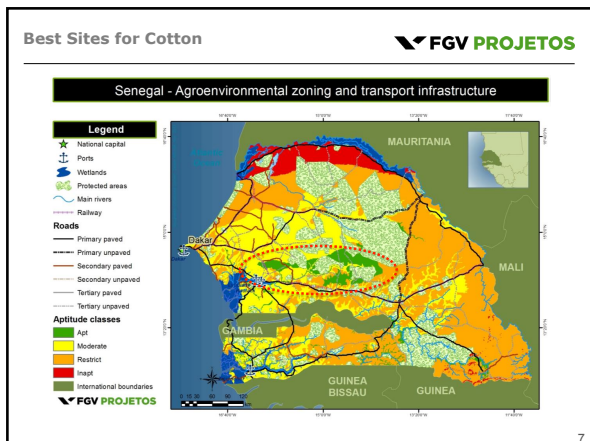 Best Sites for Cotton
FGV PROJETOS
Senegal - Agroenvironmental zoning and transport infrastructure
Legend
National capital
Ports
Wetlands
Protected areas
Main rivers
Railway
Roads
Primary paved
Primary unpaved
Secondary paved
Secondary unpaved
Tertiary paved
Tertiary unpaved
Aptitude classes
Apt
Moderate
Restrict
Inapt
International boundaries
FGV PROJETOS
MAURITANIA
Dakar
MALI
GAMBIA
GUINEA
BISSAU
GUINEA
7